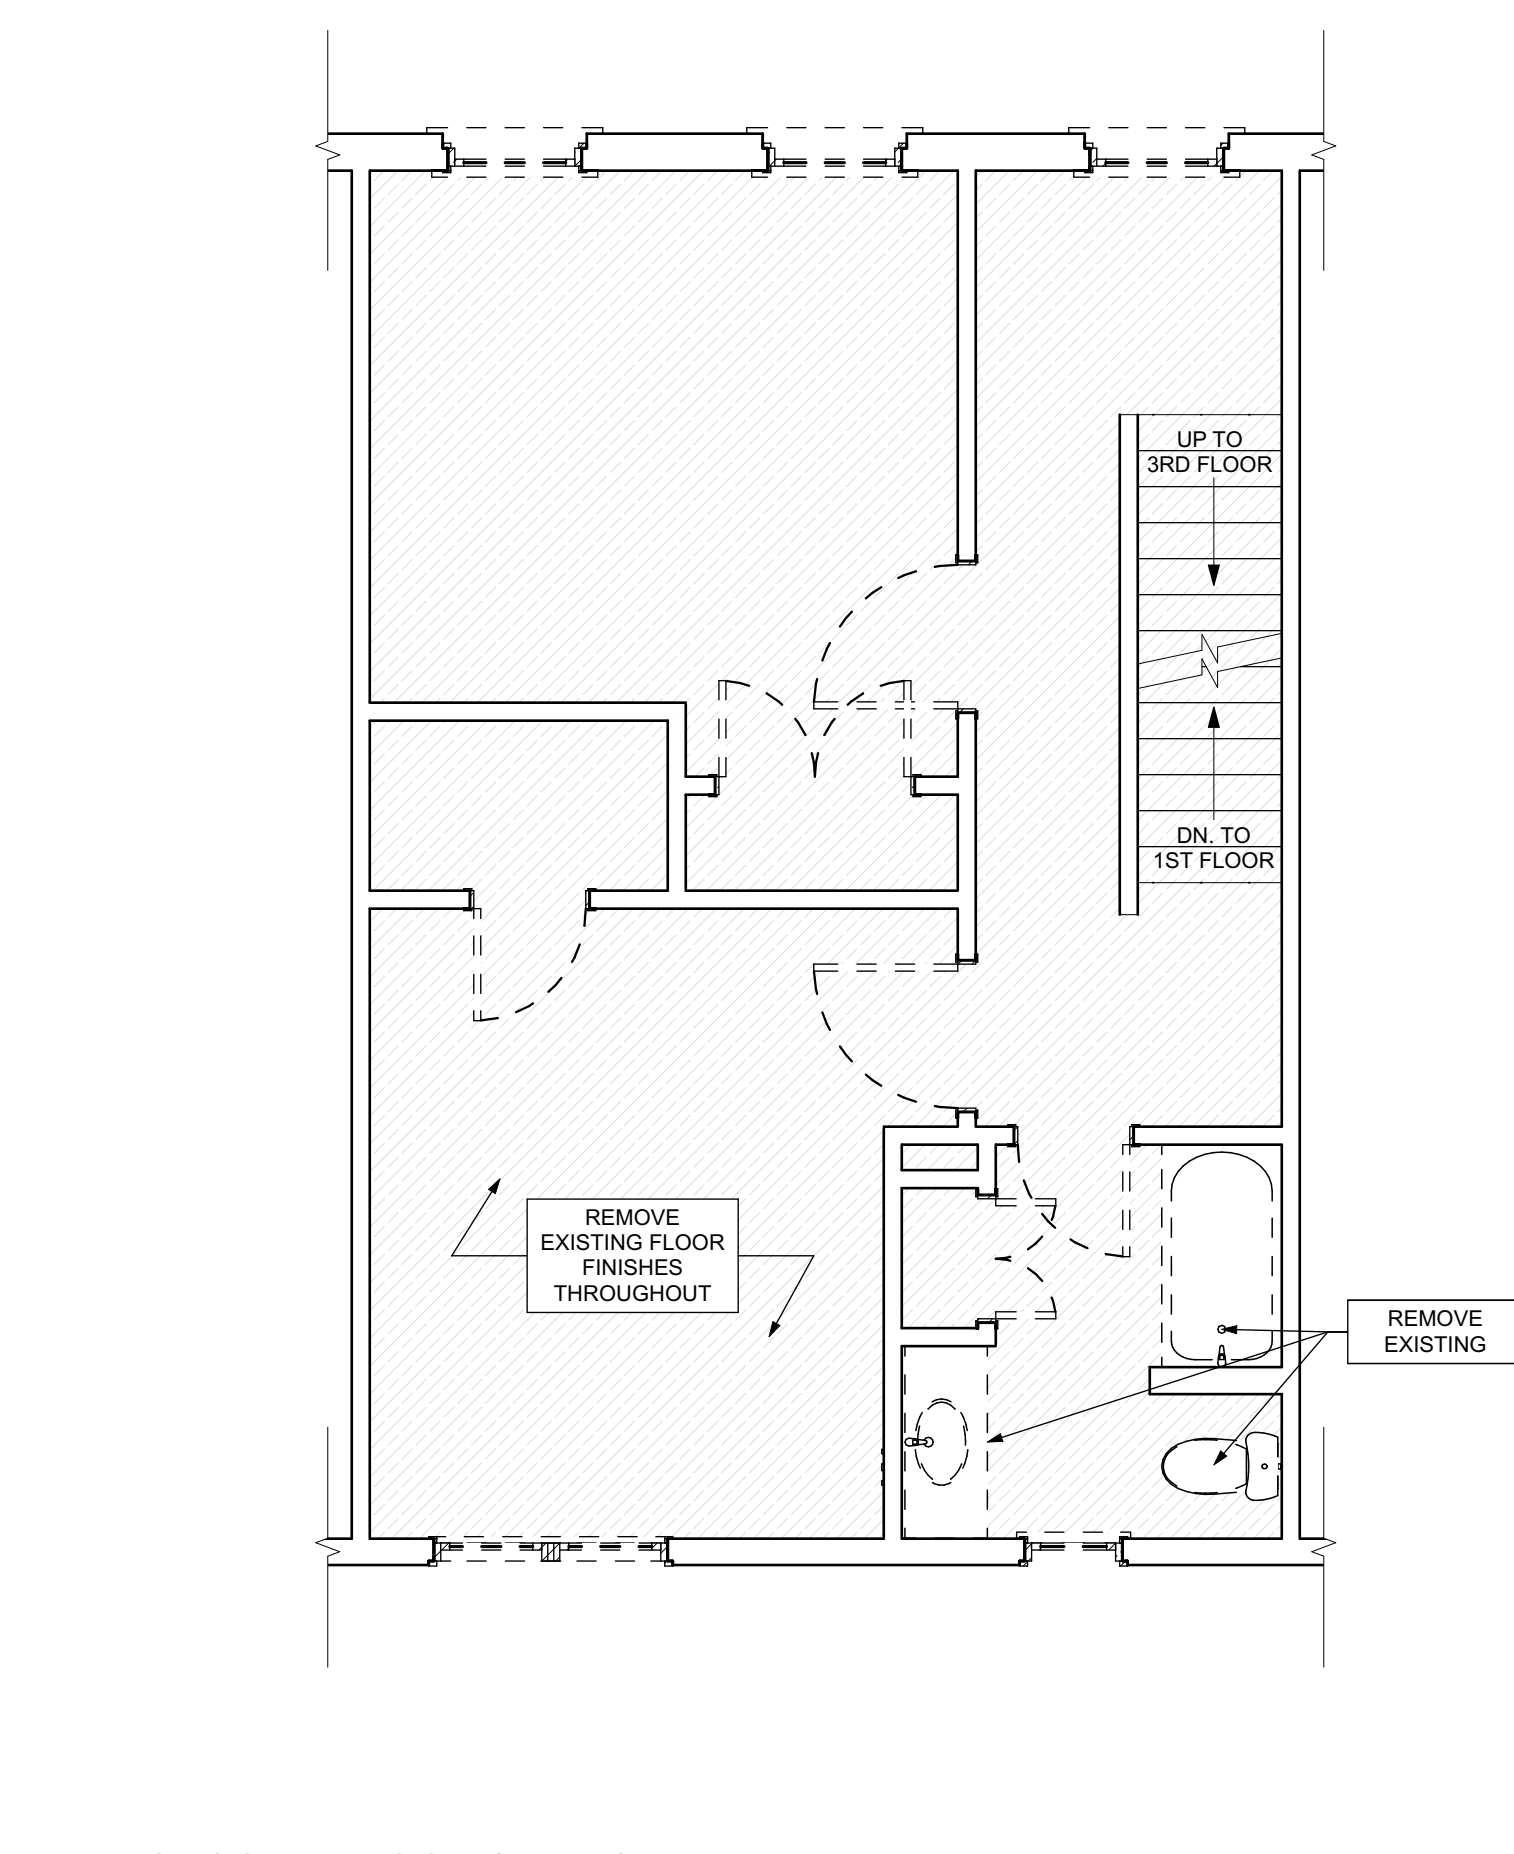 UP TO
3RD FLOOR
DN. TO
1ST FLOOR
REMOVE
EXISTING FLOOR
FINISHES
THROUGHOUT
REMOVE
EXISTING